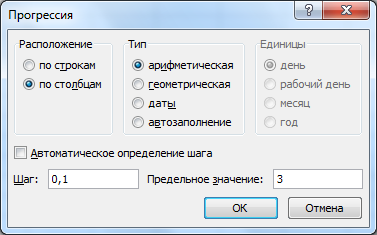 Прогрессия
Расположение Тип Единицы
по строкам арифметическая день
по столбцам геометрическая рабочий день
даты месяц
автозаполнение год
Автоматическое определение шага
Шаг: 0,1 Предельное значение: 3
ОК Отмена